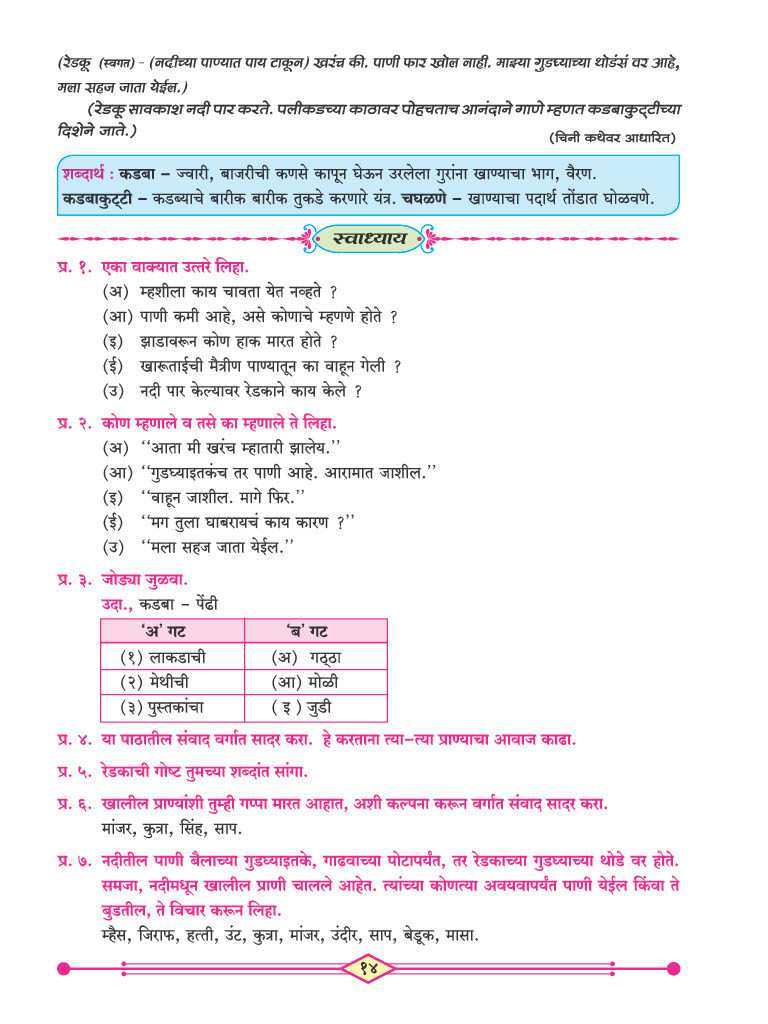 (रेडकू (स्वगत) - (नदीच्या पाण्यात पाय टाकून) खरंच की. पाणी फार खोल नाही. माझ्या गुडघ्याच्या थोडंसं वर आहे,
मला सहज जाता येईल.)
(रेडकू सावकाश नदी पार करते. पलीकडच्या काठावर पोहचताच आनंदाने गाणे म्हणत कडबाकुट्टीच्या
दिशेने जाते.)
(चिनी कथेवर आधारित)
शब्दार्थ : कडबा – ज्वारी, बाजरीची कणसे कापून घेऊन उरलेला गुरांना खाण्याचा भाग, वैरण.
कडबाकुट्टी – कडब्याचे बारीक बारीक तुकडे करणारे यंत्र. चघळणे – खाण्याचा पदार्थ तोंडात घोळवणे.
स्वाध्याय
प्र. १. एका वाक्यात उत्तरे लिहा.
(अ) म्हशीला काय चावता येत नव्हते ?
(आ) पाणी कमी आहे, असे कोणाचे म्हणणे होते ?
(इ) झाडावरून कोण हाक मारत होते ?
(ई) खारूताईची मैत्रीण पाण्यातून का वाहून गेली ?
(उ) नदी पार केल्यावर रेडकाने काय केले ?
प्र. २. कोण म्हणाले व तसे का म्हणाले ते लिहा.
(अ) ‘‘आता मी खरंच म्हातारी झालेय.’’
(आ) ‘‘गुडघ्याइतकंच तर पाणी आहे. आरामात जाशील.’’
(इ) ‘‘वाहून जाशील. मागे फिर.’’
(ई) ‘‘मग तुला घाबरायचं काय कारण ?’’
(उ) ‘‘मला सहज जाता येईल.’’
प्र. ३. जोड्या जुळवा.
उदा., कडबा – पेंढी
‘अ’ गट ‘ब’ गट
(१) लाकडाची (अ) गठ्ठा
(२) मेथीची (आ) मोळी
(३) पुस्तकांचा ( इ ) जुडी
प्र. ४. या पाठातील संवाद वर्गात सादर करा. हे करताना त्या–त्या प्राण्याचा आवाज काढा.
प्र. ५. रेडकाची गोष्ट तुमच्या शब्दांत सांगा.
प्र. ६. खालील प्राण्यांशी तुम्ही गप्पा मारत आहात, अशी कल्पना करून वर्गात संवाद सादर करा.
मांजर, कुत्रा, सिंह, साप.
प्र. ७. नदीतील पाणी बैलाच्या गुडघ्याइतके, गाढवाच्या पोटापर्यंत, तर रेडकाच्या गुडघ्याच्या थोडे वर होते.
समजा, नदीमधून खालील प्राणी चालले आहेत. त्यांच्या कोणत्या अवयवापर्यंत पाणी येईल किंवा ते
बुडतील, ते विचार करून लिहा.
म्हैस, जिराफ, हत्ती, उंट, कुत्रा, मांजर, उंदीर, साप, बेडूक, मासा.
१४